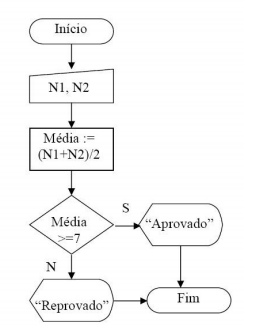 Início
N1, N2
Média :=
(N1+N2)/2
S
Média
>=7
“Aprovado”
N
“Reprovado”
Fim